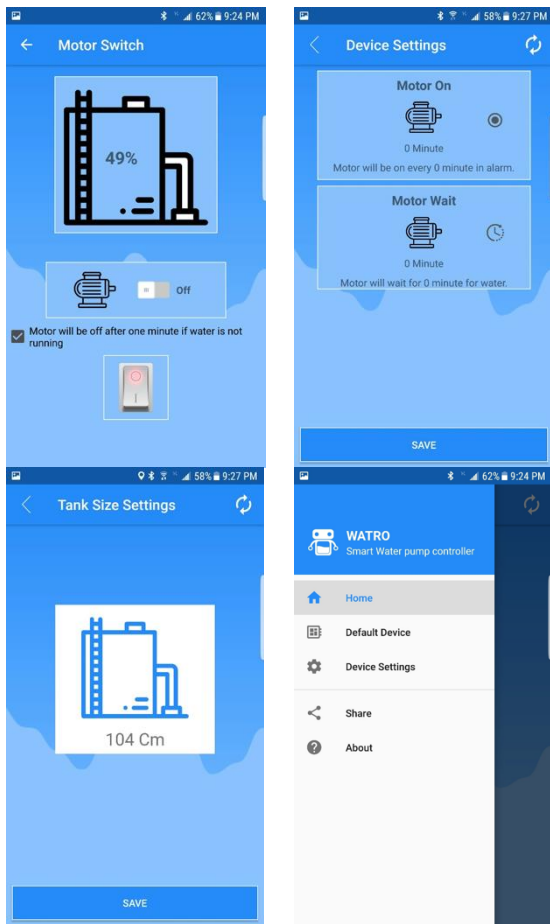 62% 9:24 PM
Motor Switch
49%
Off
Motor will be off after one minute if water is not
running
58% 9:27 PM
Device Settings
Motor On
0 Minute
Motor will be on every 0 minute in alarm.
Motor Wait
0 Minute
Motor will wait for 0 minute for water.
SAVE
58% 9:27 PM
Tank Size Settings
104 Cm
SAVE
62% 9:24 PM
WATRO
Smart Water pump controller
Home
Default Device
Device Settings
Share
About